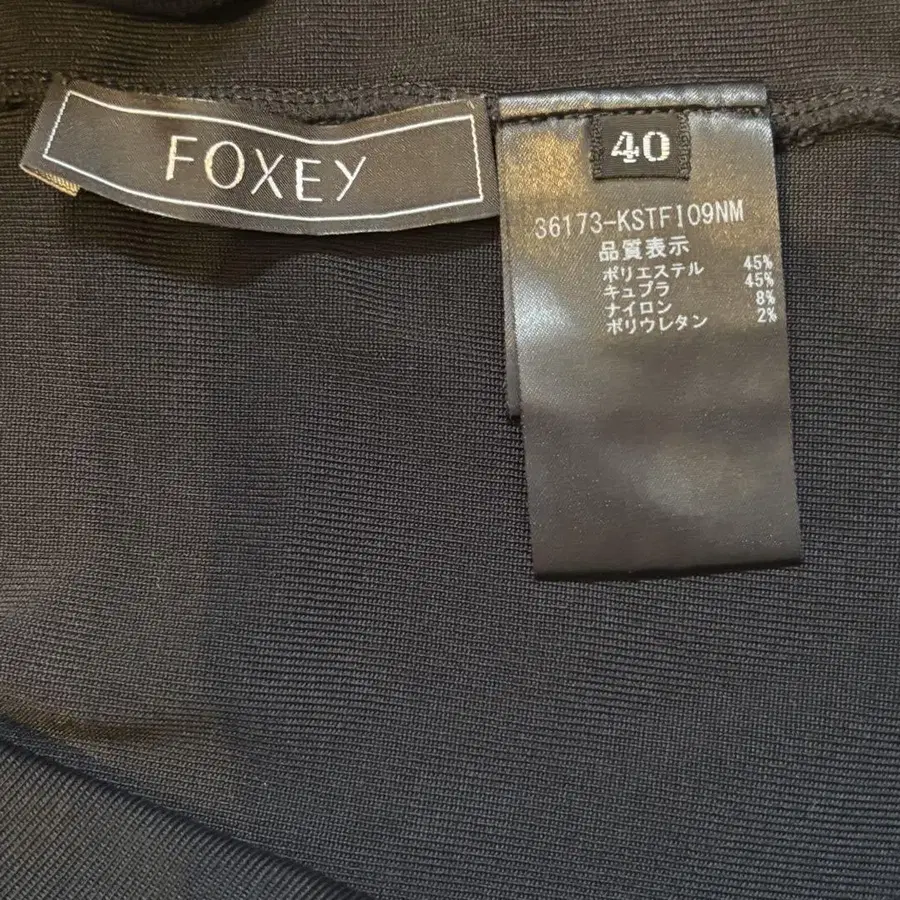 FOXEY
40
36173-KSTFI09NM
品質表示
ポリエステル 45%
キュプラ 45%
ナイロン 8%
ポリウレタン 2%